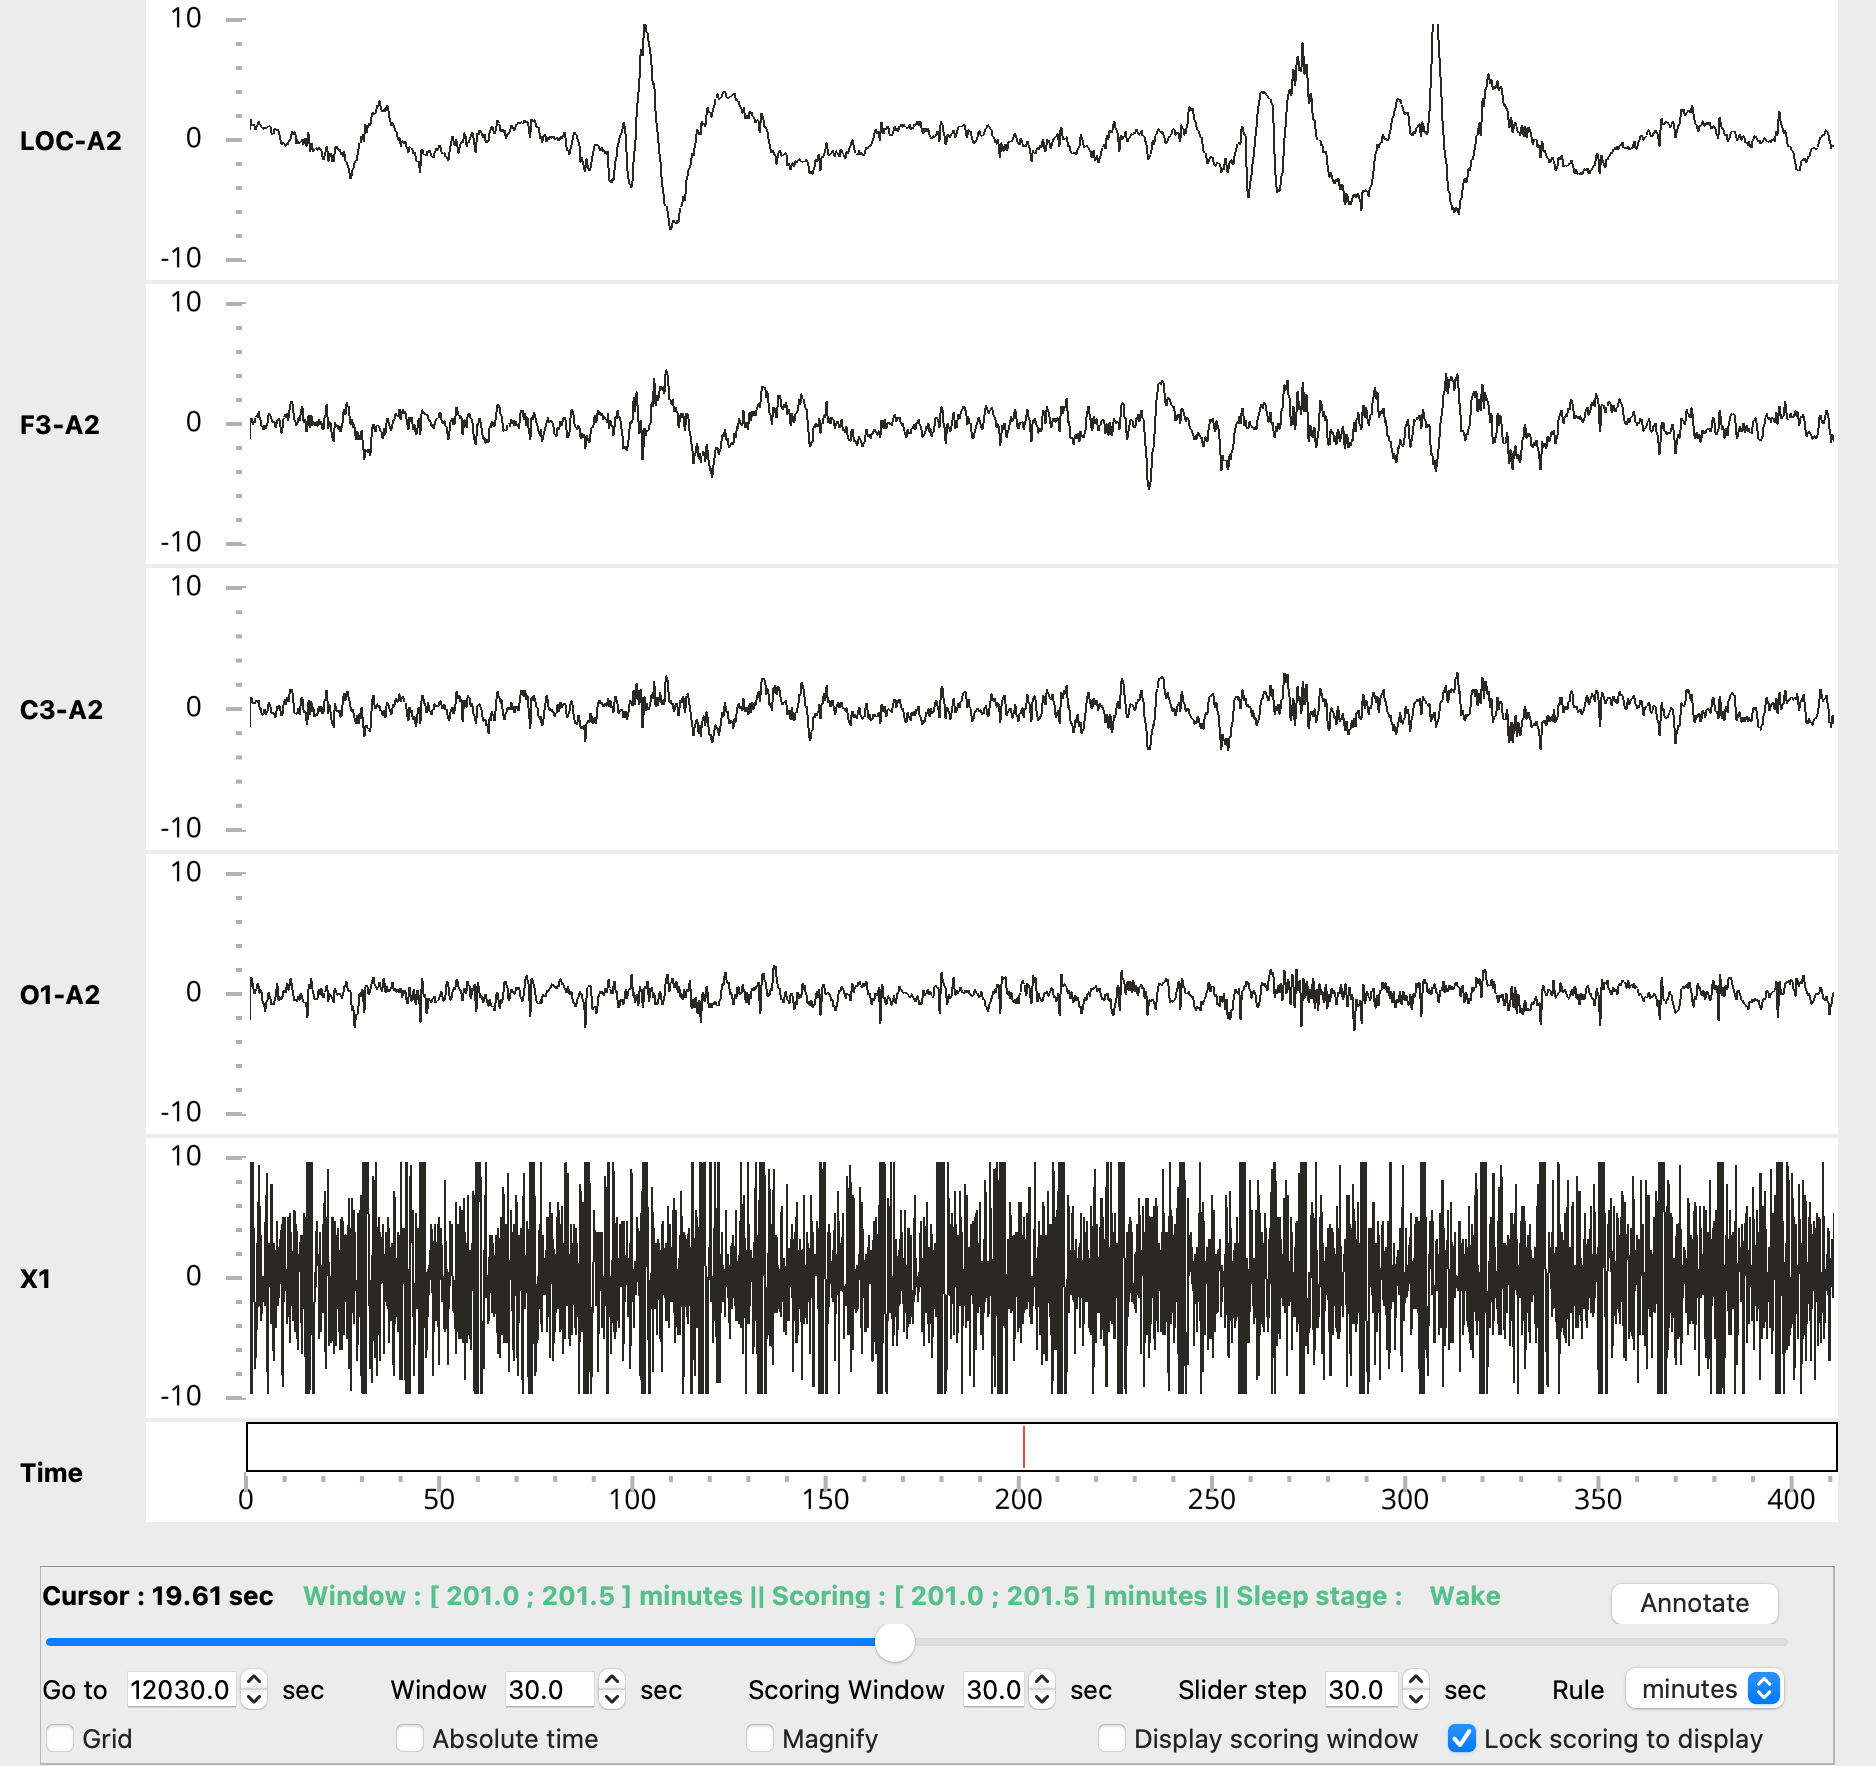 10
LOC-A2 0
-10
10
F3-A2 0
-10
10
C3-A2 0
-10
10
O1-A2 0
-10
10
X1 0
-10
Time
0 50 100 150 200 250 300 350 400
Cursor : 19.61 sec Window : [ 201.0 ; 201.5 ] minutes || Scoring : [ 201.0 ; 201.5 ] minutes || Sleep stage : Wake Annotate
Go to 12030.0 sec Window 30.0 sec Scoring Window 30.0 sec Slider step 30.0 sec Rule minutes
Grid Absolute time Magnify Display scoring window Lock scoring to display